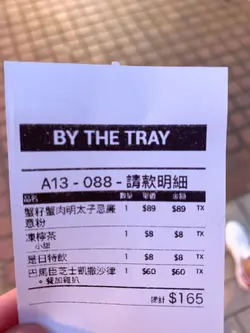 BY THE TRAY
A13 - 088 - 請款明細
品名 數量 單價 金額
蟹籽蟹肉明太子忌廉意粉 1 $89 $89 TX
凍檸茶 1 $8 $8 TX
小甜
是日特飲 1 $8 $8 TX
巴馬臣芝士凱撒沙律 1 $60 $60 TX
。餐加雞扒
總計 $165